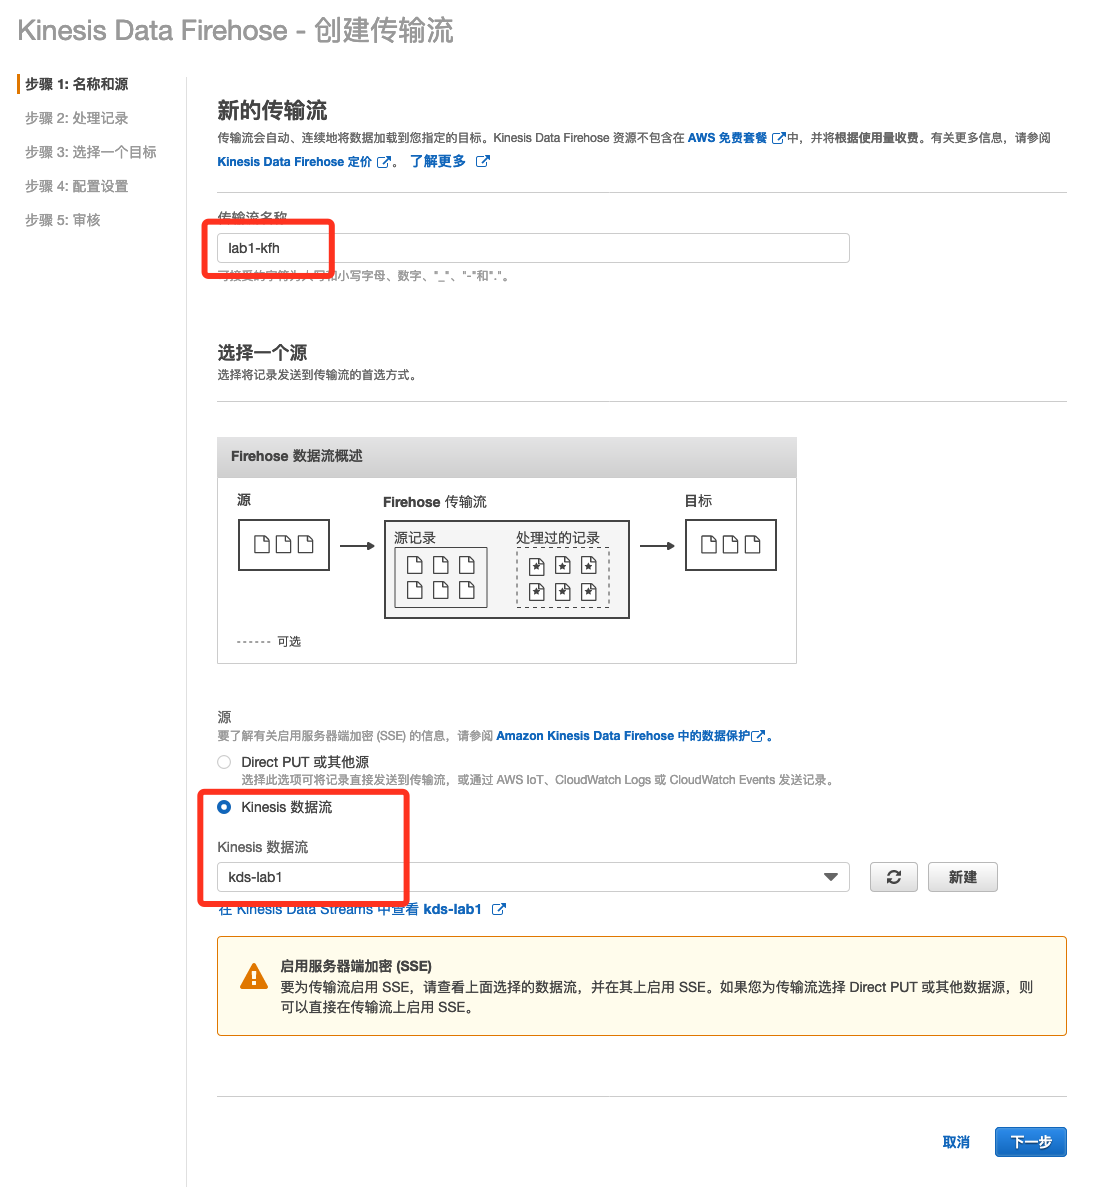 Kinesis Data Firehose - 创建传输流
步骤 1: 名称和源
步骤 2: 处理记录
步骤 3: 选择一个目标
步骤 4: 配置设置
步骤 5: 审核
新的传输流
传输流会自动、连续地将数据加载到您指定的目标。Kinesis Data Firehose 资源不包含在 AWS 免费套餐 中，并将根据使用量收费。有关更多信息，请参阅
Kinesis Data Firehose 定价 。 了解更多
传输流名称
lab1-kfh
可接受的字符为大写和小写字母、数字、"_"、"-"和"."。
选择一个源
选择将记录发送到传输流的首选方式。
Firehose 数据流概述
源
Firehose 传输流
目标
源记录
处理过的记录
可选
源
要了解有关启用服务器端加密 (SSE) 的信息，请参阅 Amazon Kinesis Data Firehose 中的数据保护 。
Direct PUT 或其他源
选择此选项可将记录直接发送到传输流，或通过 AWS IoT、CloudWatch Logs 或 CloudWatch Events 发送记录。
Kinesis 数据流
Kinesis 数据流
kds-lab1
新建
在 Kinesis Data Streams 中查看 kds-lab1
启用服务器端加密 (SSE)
要为传输流启用 SSE，请查看上面选择的数据流，并在其上启用 SSE。如果您为传输流选择 Direct PUT 或其他数据源，则
可以直接在传输流上启用 SSE。
取消
下一步